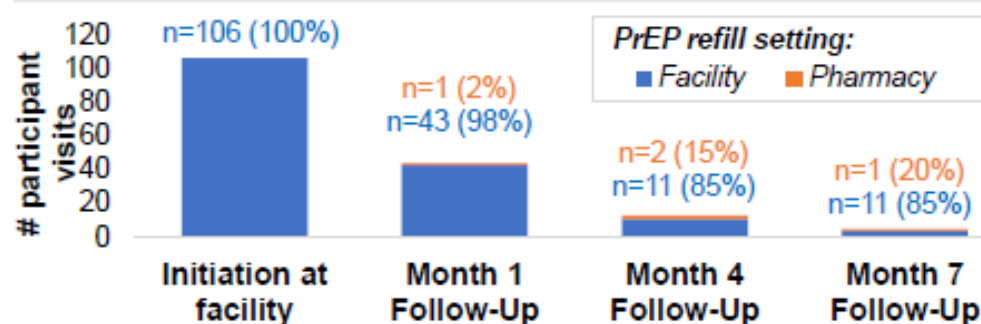 # participant
visits
120
100
80
60
40
20
0
n=106 (100%)
n=1 (2%)
n=43 (98%)
n=2 (15%)
n=11 (85%)
n=1 (20%)
n=11 (85%)
PrEP refill setting:
Facility Pharmacy
Initiation at
facility
Month 1
Follow-Up
Month 4
Follow-Up
Month 7
Follow-Up